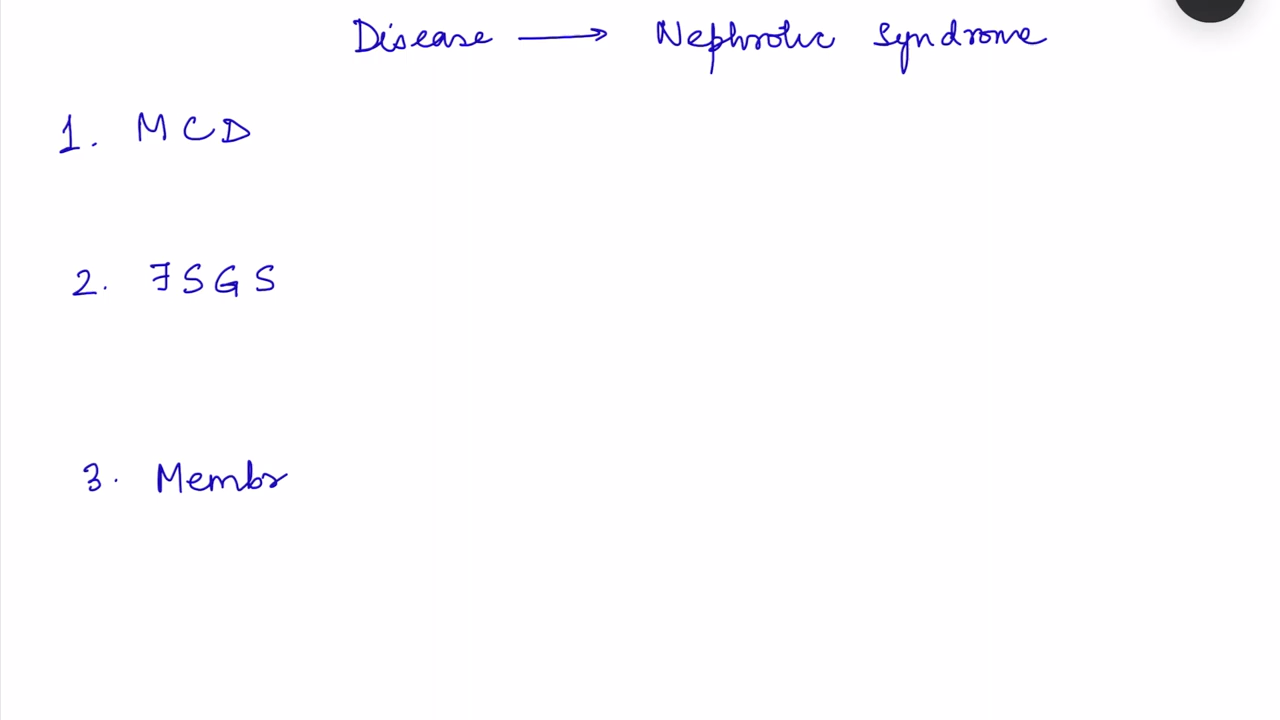 Disease → Nephrotic Syndrome
1. MCD
2. FSGS
3. Membr